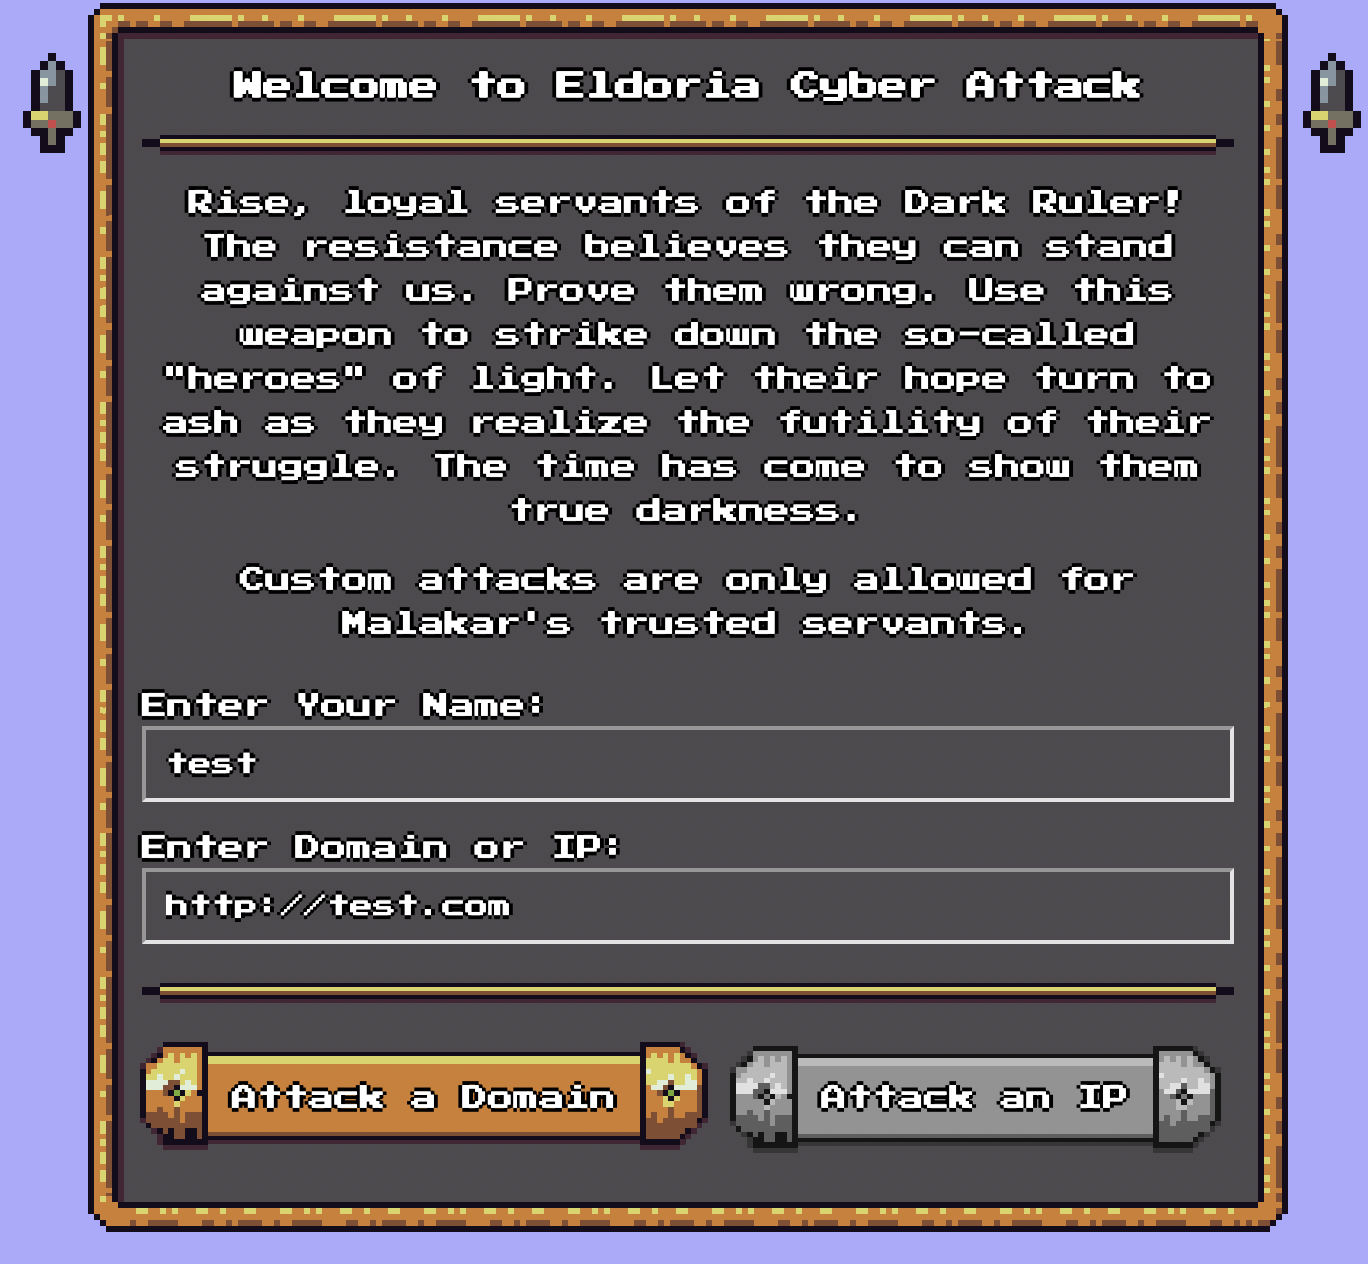 Welcome to Eldoria Cyber Attack
Rise, loyal servants of the Dark Ruler!
The resistance believes they can stand
against us. Prove them wrong. Use this
weapon to strike down the so-called
"heroes" of light. Let their hope turn to
ash as they realize the futility of their
struggle. The time has come to show them
true darkness.
Custom attacks are only allowed for
Malakar's trusted servants.
Enter Your Name:
test
Enter Domain or IP:
http://test.com
Attack a Domain
Attack an IP